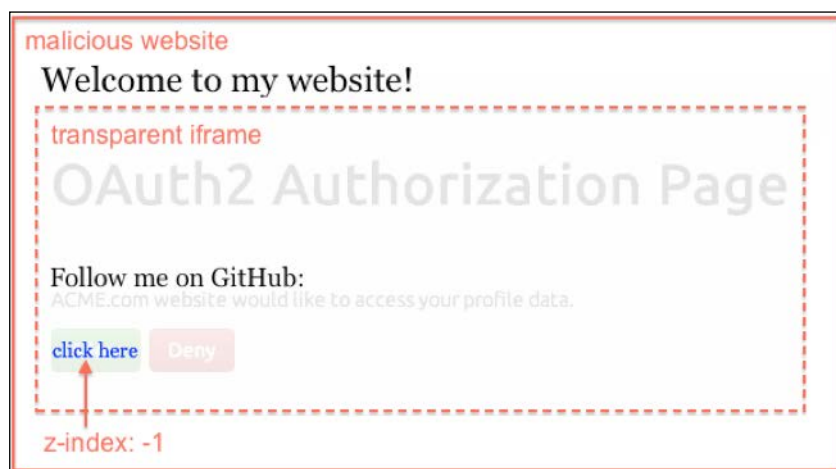 malicious website
Welcome to my website!
transparent iframe
OAuth2 Authorization Page
Follow me on GitHub:
ACME.com website would like to access your profile data.
click here Deny
z-index: -1